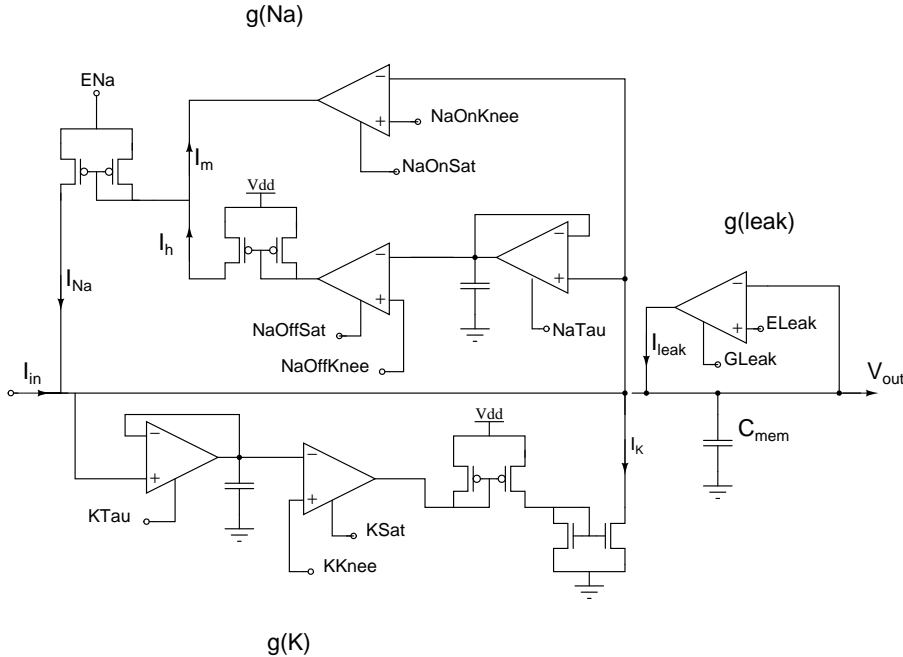 g(Na)
ENa
NaOnKnee
I_m
NaOnSat
Vdd
g(leak)
I_h
I_Na
NaOffSat
NaTau
ELeak
I_leak
NaOffKnee
GLeak
I_in
V_out
Vdd
C_mem
I_K
KTau
KSat
KKnee
g(K)